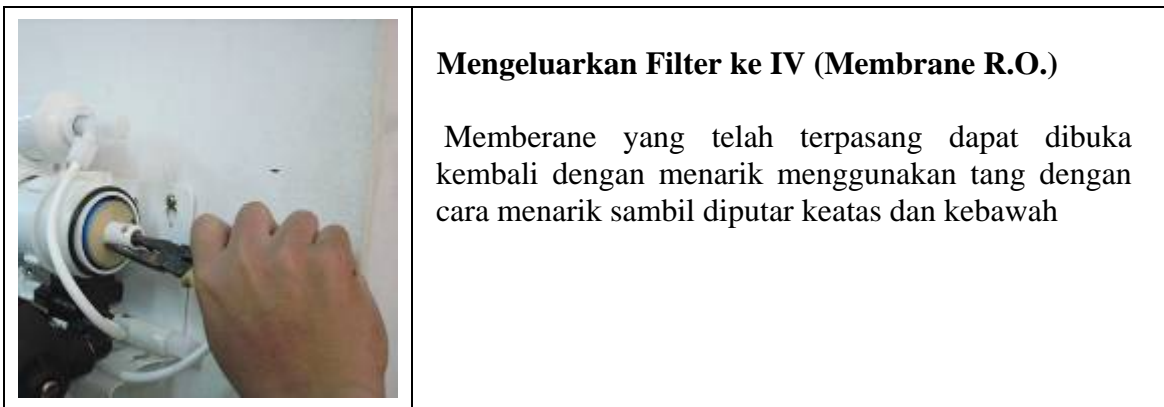 Mengeluarkan Filter ke IV (Membrane R.O.)
Memberane yang telah terpasang dapat dibuka
kembali dengan menarik menggunakan tang dengan
cara menarik sambil diputar keatas dan kebawah